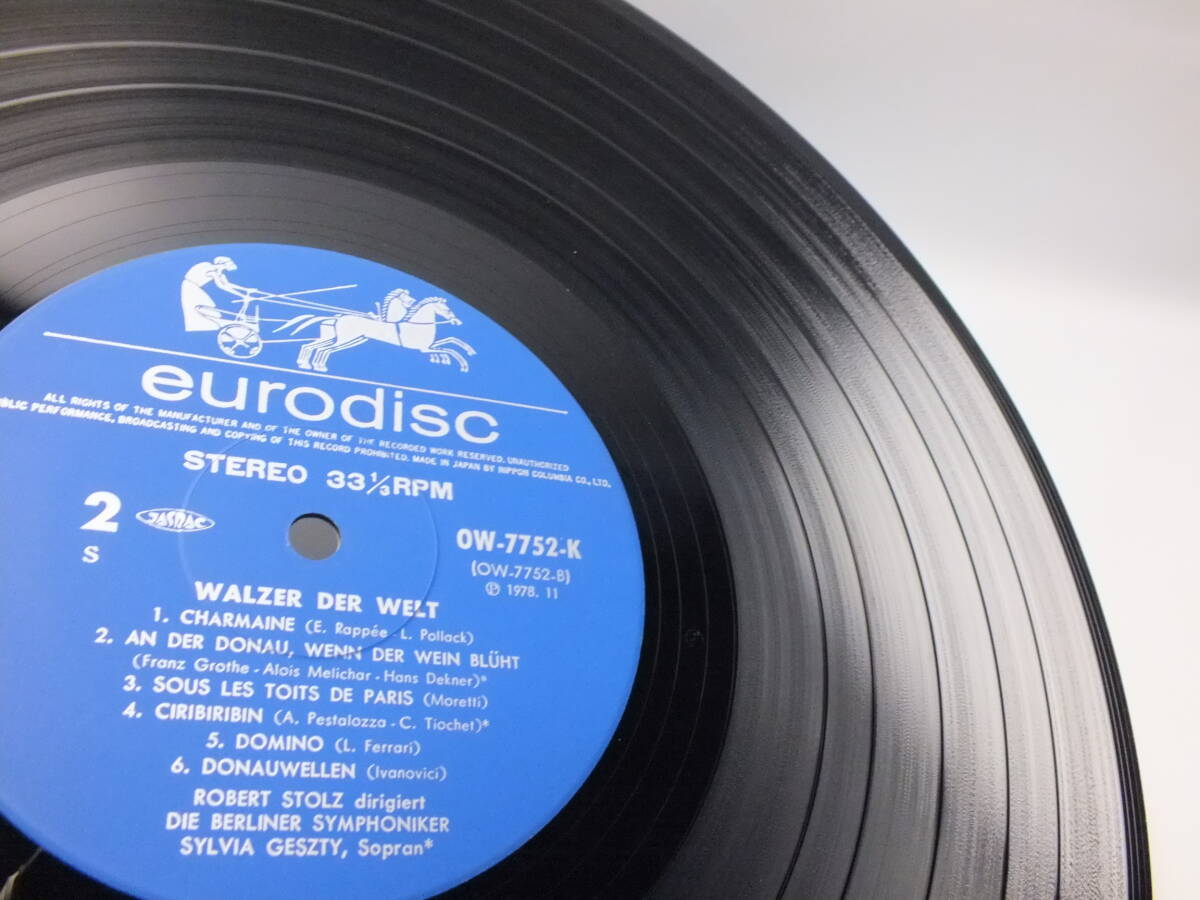 eurodisc
ALL RIGHTS OF THE MANUFACTURER AND OF THE OWNER OF THE RECORDED WORK RESERVED. UNAUTHORIZED
PUBLIC PERFORMANCE, BROADCASTING AND COPYING OF THIS RECORD PROHIBITED. MADE IN JAPAN BY NIPPON COLUMBIA CO., LTD.
STEREO 33 1/3 RPM
2
S
JASRAC
OW-7752-K
(OW-7752-B)
Ⓟ 1978. 11
WALZER DER WELT
1. CHARMAINE (E. Rappée - L. Pollack)
2. AN DER DONAU, WENN DER WEIN BLÜHT
(Franz Grothe - Alois Melichar - Hans Dekner)*
3. SOUS LES TOITS DE PARIS (Moretti)
4. CIRIBIRIBIN (A. Pestalozza - C. Tiochet)*
5. DOMINO (L. Ferrari)
6. DONAUWELLEN (Ivanovici)
ROBERT STOLZ dirigiert
DIE BERLINER SYMPHONIKER
SYLVIA GESZTY, Sopran*